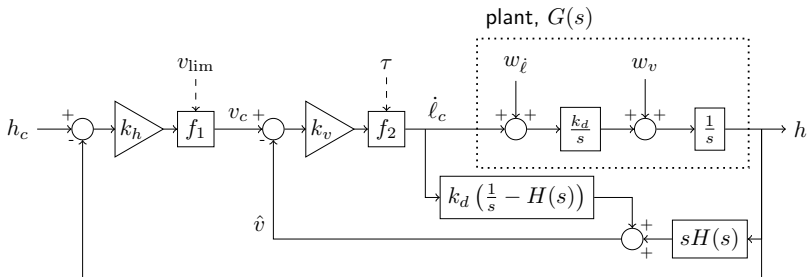 plant, G(s)
v_lim τ w_ℓ̇ w_v
h_c + - k_h f_1 v_c + - k_v f_2 ℓ̇_c + + k_d/s + + 1/s h
k_d (1/s − H(s))
v̂ + + sH(s)